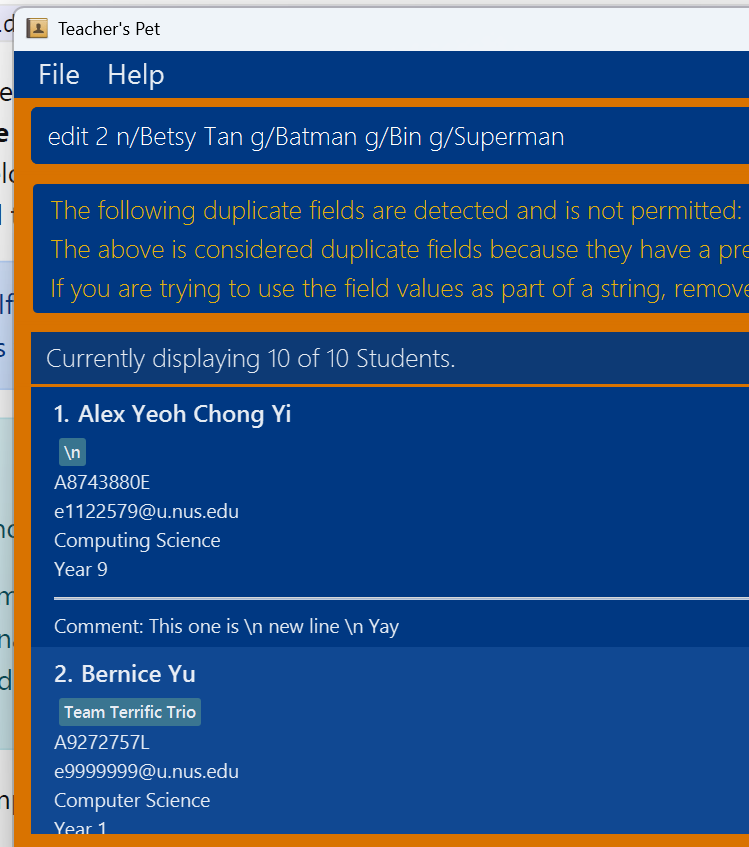 Teacher's Pet
File Help
edit 2 n/Betsy Tan g/Batman g/Bin g/Superman
The following duplicate fields are detected and is not permitted:
The above is considered duplicate fields because they have a pre
If you are trying to use the field values as part of a string, remove
Currently displaying 10 of 10 Students.
1. Alex Yeoh Chong Yi
\n
A8743880E
e1122579@u.nus.edu
Computing Science
Year 9
Comment: This one is \n new line \n Yay
2. Bernice Yu
Team Terrific Trio
A9272757L
e9999999@u.nus.edu
Computer Science
Year 1